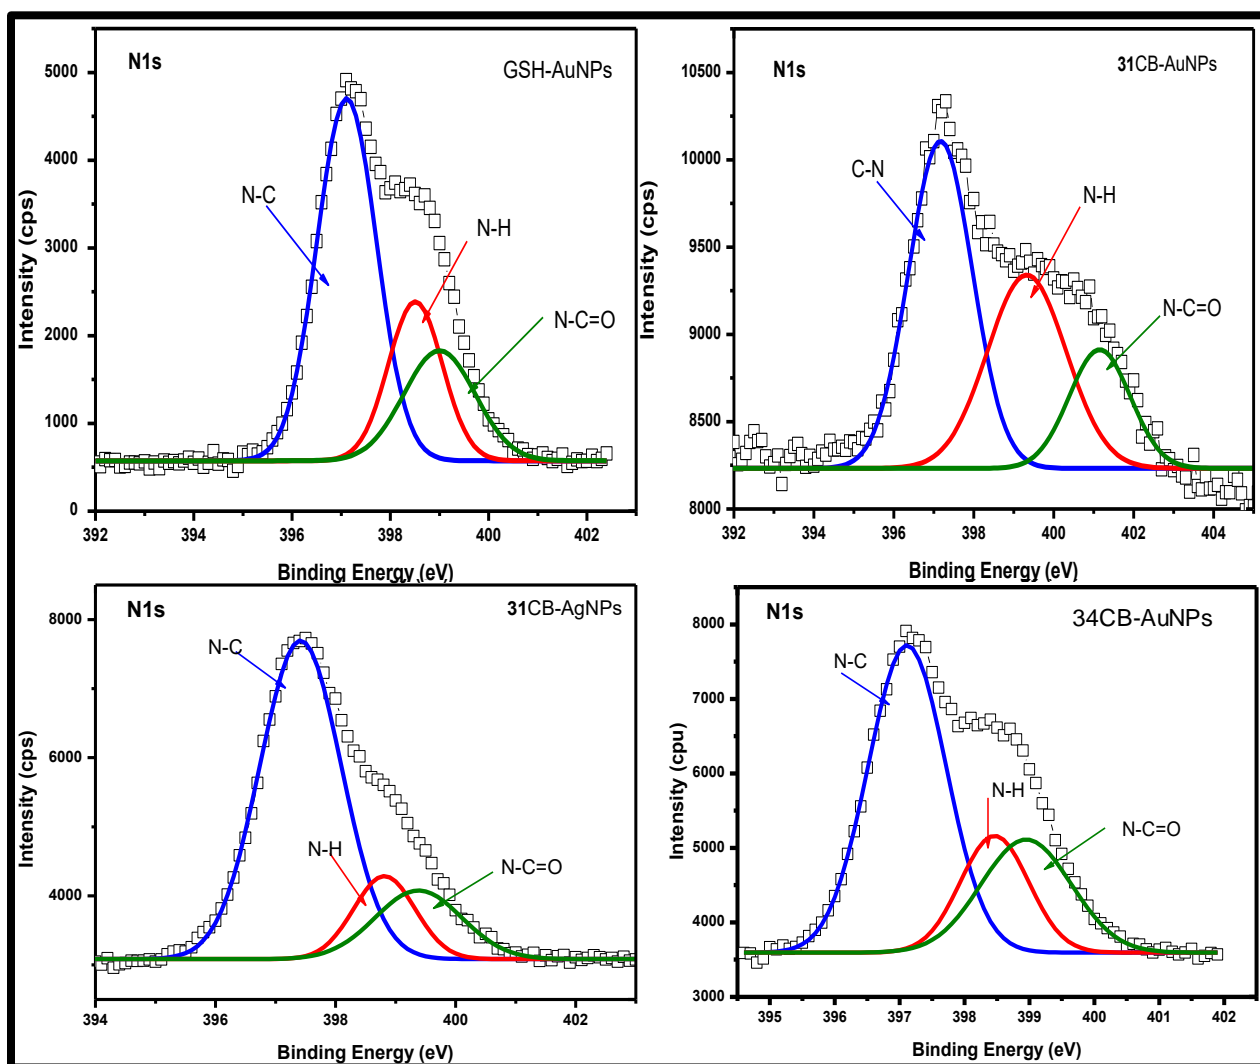 N1s
GSH-AuNPs
5000
4000
3000
2000
1000
0
Intensity (cps)
N-C
N-H
N-C=O
392 394 396 398 400 402
Binding Energy (eV)
N1s
31CB-AuNPs
10500
10000
9500
9000
8500
8000
Intensity (cps)
C-N
N-H
N-C=O
392 394 396 398 400 402 404
Binding Energy (eV)
N1s
31CB-AgNPs
8000
6000
4000
Intensity (cps)
N-C
N-H
N-C=O
394 396 398 400 402
Binding Energy (eV)
N1s
34CB-AuNPs
8000
7000
6000
5000
4000
3000
Intensity (cpu)
N-C
N-H
N-C=O
395 396 397 398 399 400 401 402
Binding Energy (eV)